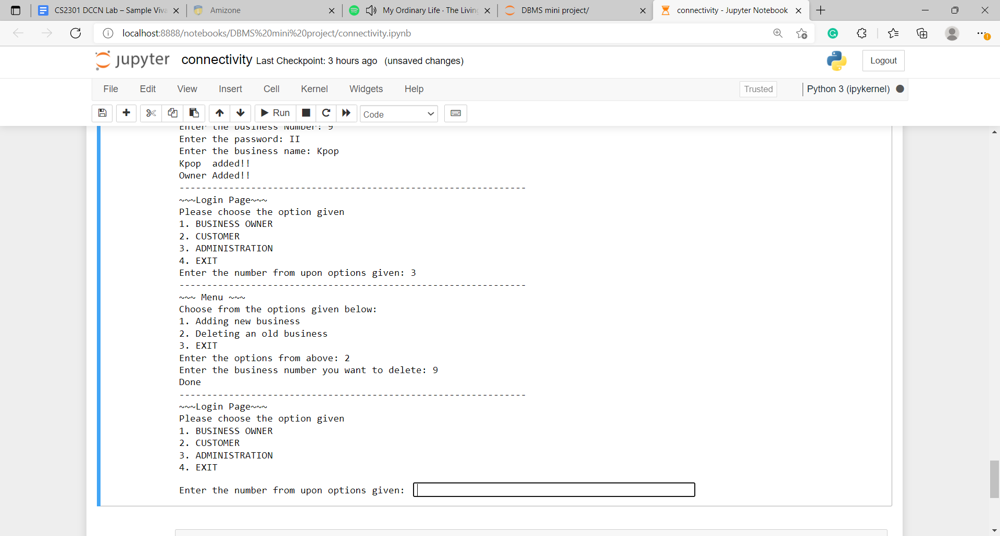 CS2301 DCCN Lab – Sample Viva
Amizone
My Ordinary Life · The Living
DBMS mini project/
connectivity - Jupyter Notebook
localhost:8888/notebooks/DBMS%20mini%20project/connectivity.ipynb
jupyter connectivity Last Checkpoint: 3 hours ago (unsaved changes)
Logout
File Edit View Insert Cell Kernel Widgets Help
Trusted Python 3 (ipykernel)
Run Code
Enter the business Number: 9
Enter the password: II
Enter the business name: Kpop
Kpop  added!!
Owner Added!!
---------------------------------------------------------------
~~~Login Page~~~
Please choose the option given
1. BUSINESS OWNER
2. CUSTOMER
3. ADMINISTRATION
4. EXIT
Enter the number from upon options given: 3
---------------------------------------------------------------
~~~ Menu ~~~
Choose from the options given below:
1. Adding new business
2. Deleting an old business
3. EXIT
Enter the options from above: 2
Enter the business number you want to delete: 9
Done
---------------------------------------------------------------
~~~Login Page~~~
Please choose the option given
1. BUSINESS OWNER
2. CUSTOMER
3. ADMINISTRATION
4. EXIT
Enter the number from upon options given: